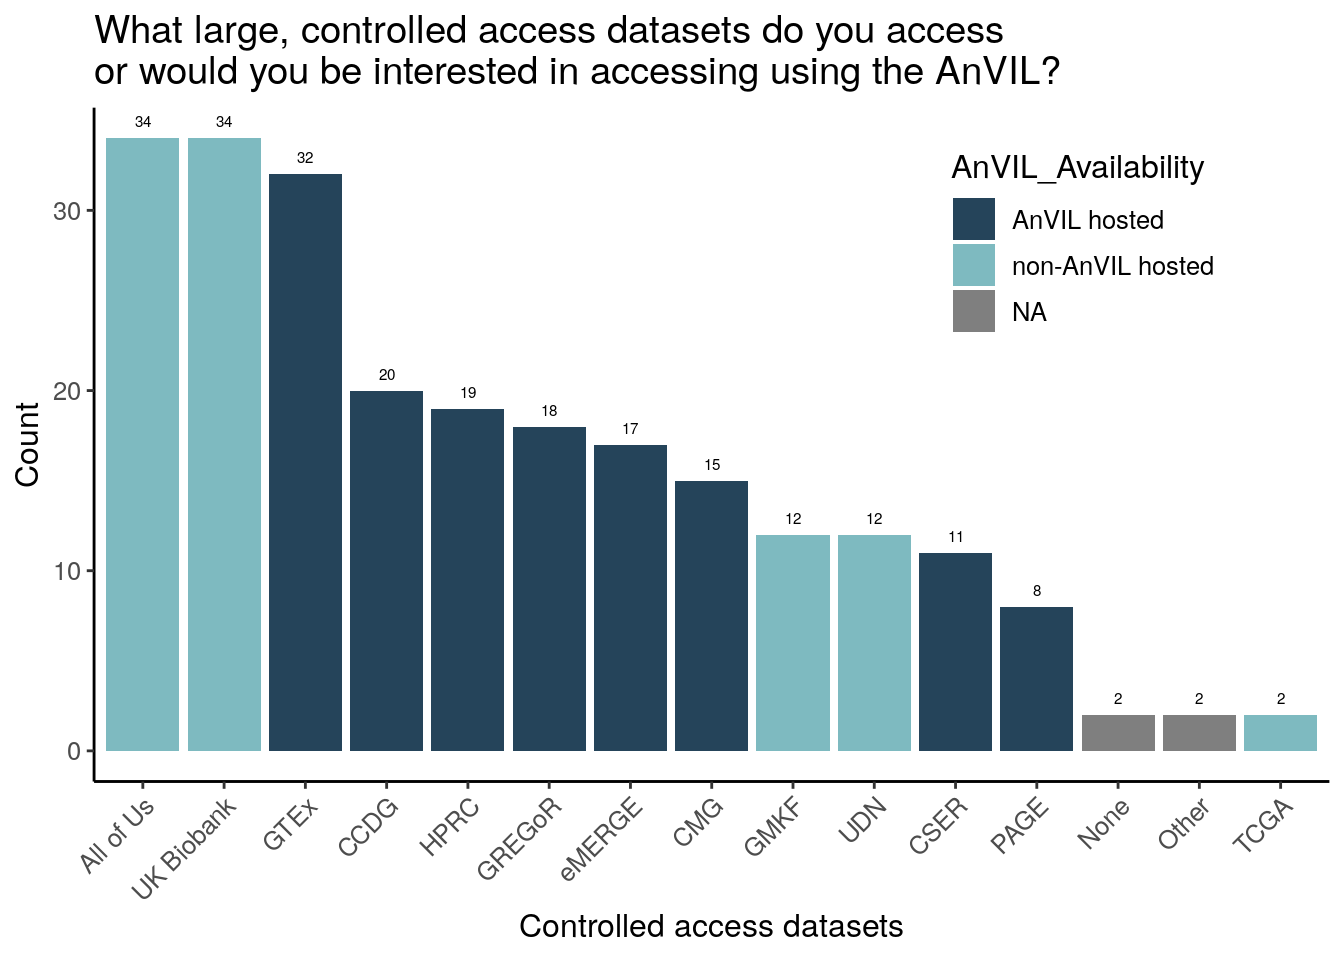 What large, controlled access datasets do you access
or would you be interested in accessing using the AnVIL?
34
34
32
20
19
18
17
15
12
12
11
8
2
2
2
AnVIL_Availability
AnVIL hosted
non-AnVIL hosted
NA
30
20
10
0
Count
All of Us
UK Biobank
GTEx
CCDG
HPRC
GREGoR
eMERGE
CMG
GMKF
UDN
CSER
PAGE
None
Other
TCGA
Controlled access datasets